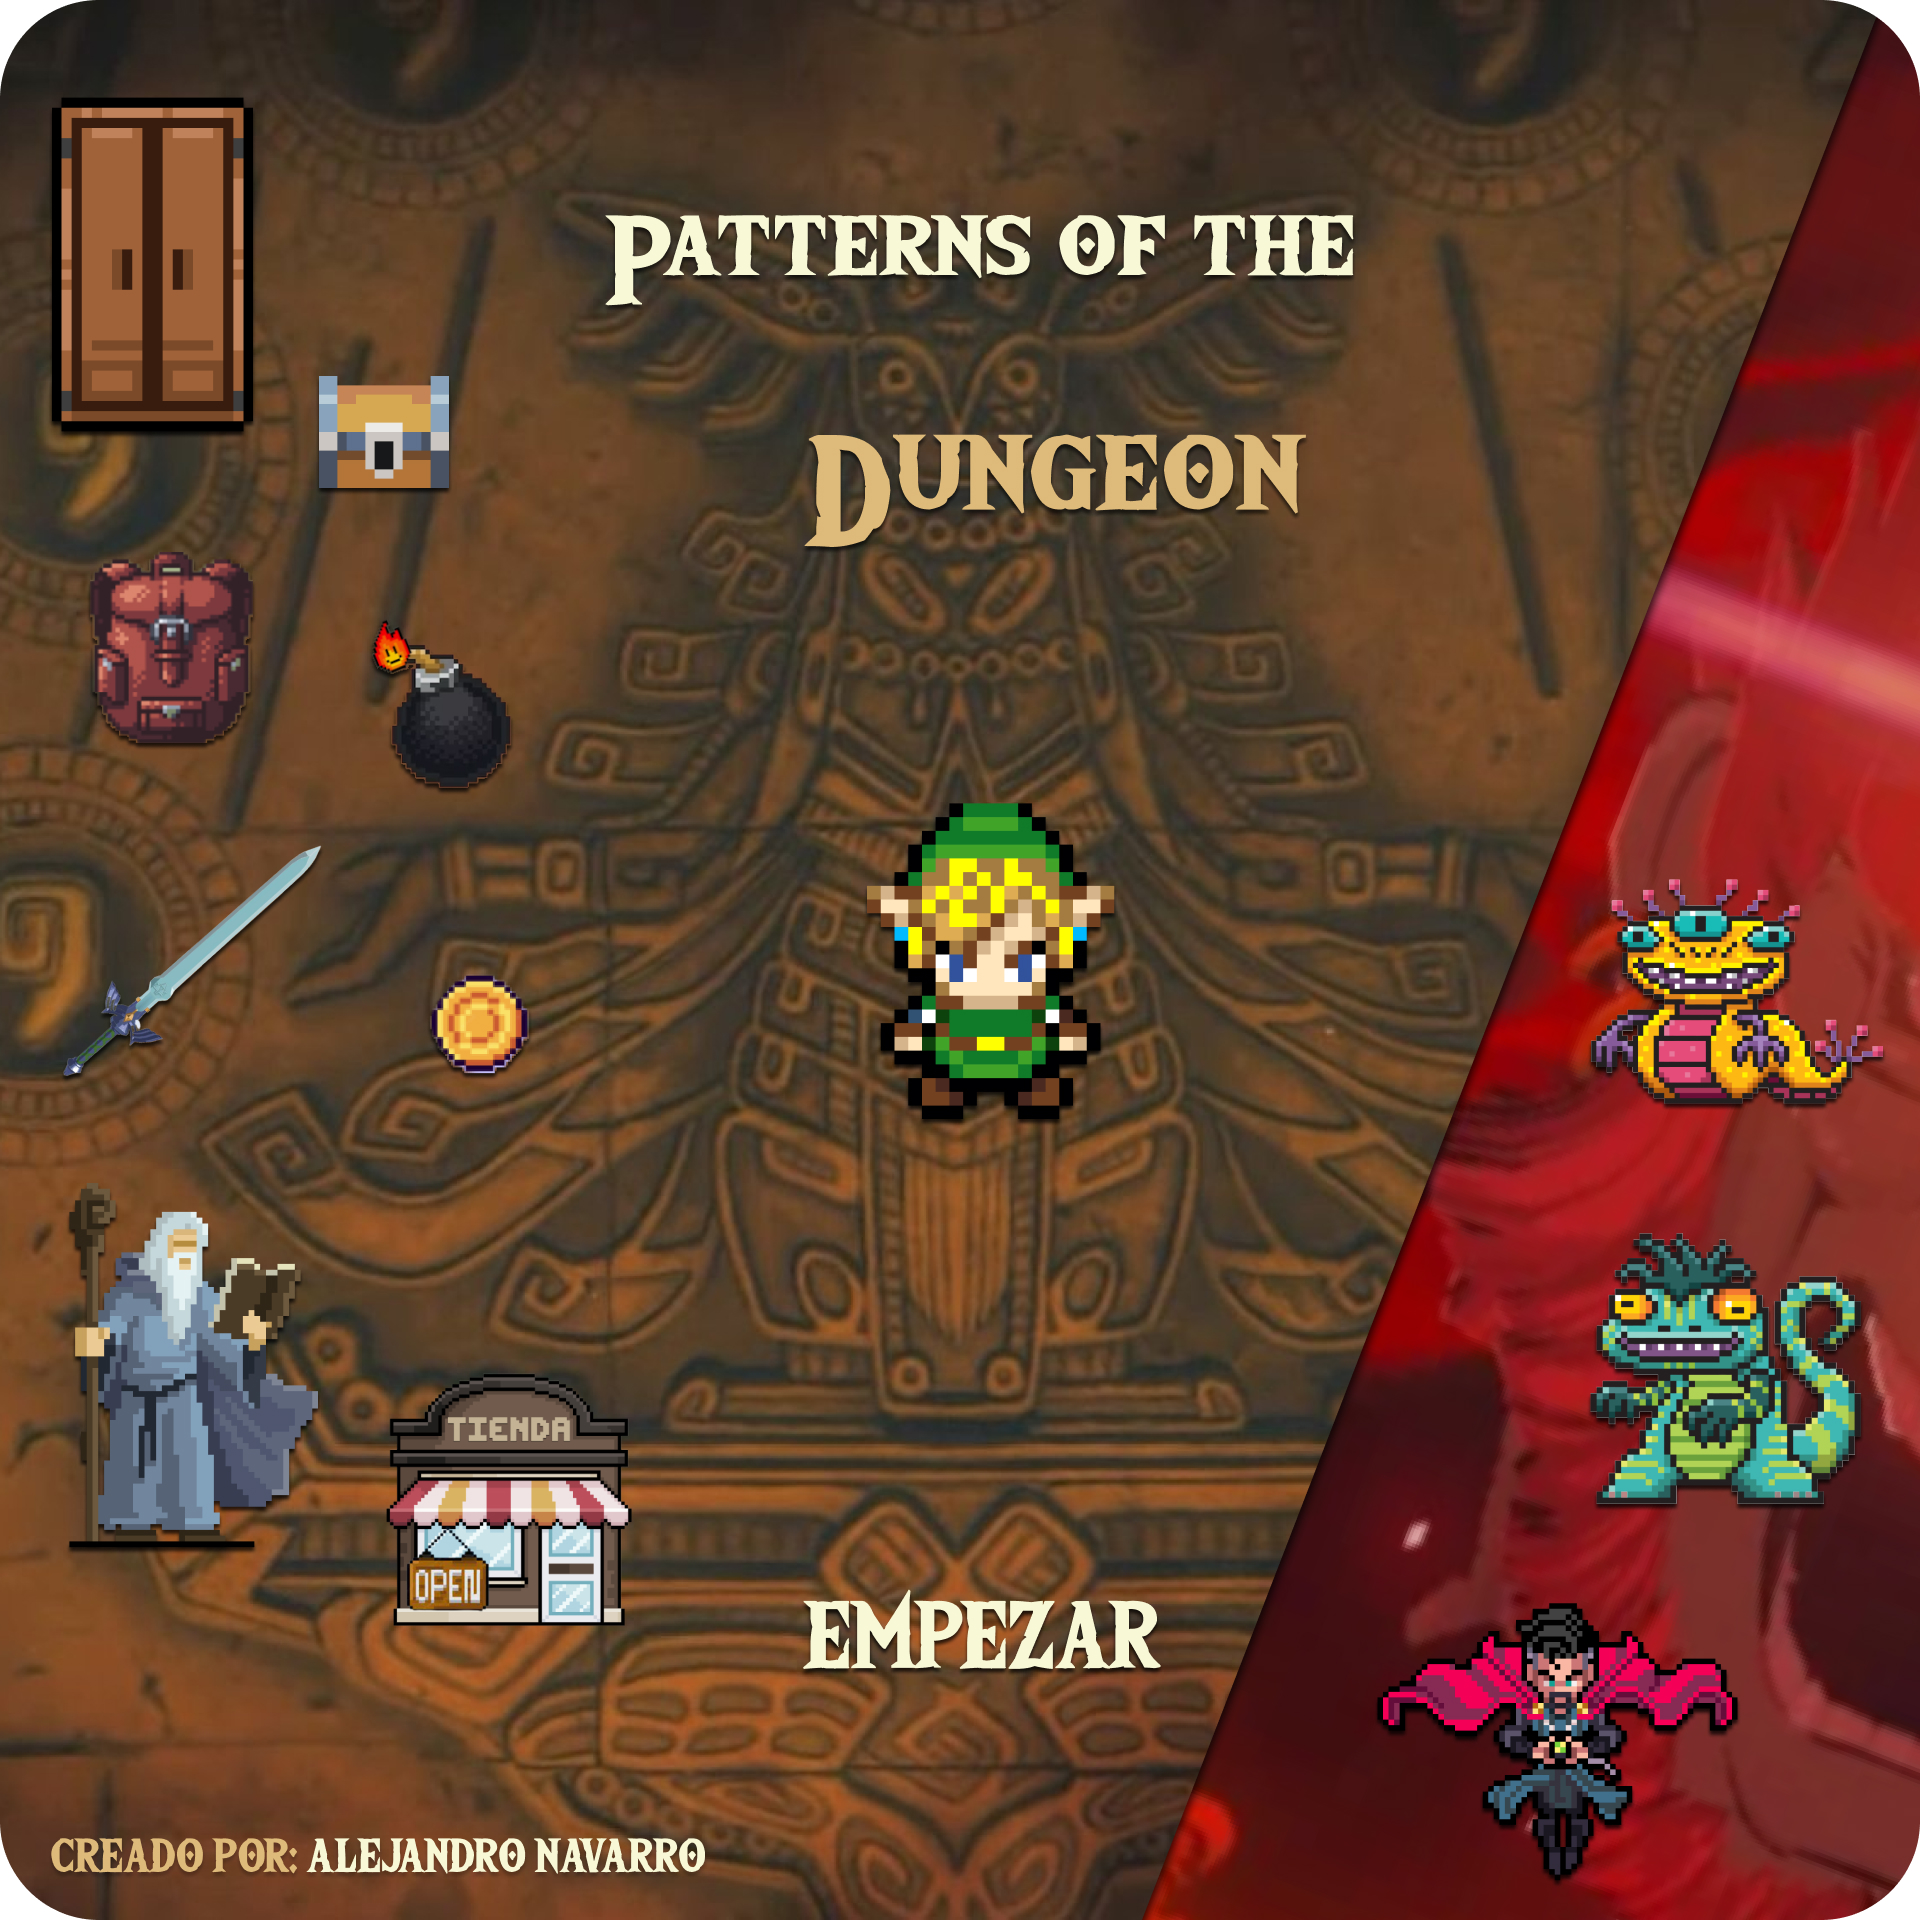 Patterns of the
Dungeon
TIENDA
OPEN
EMPEZAR
CREADO POR: ALEJANDRO NAVARRO